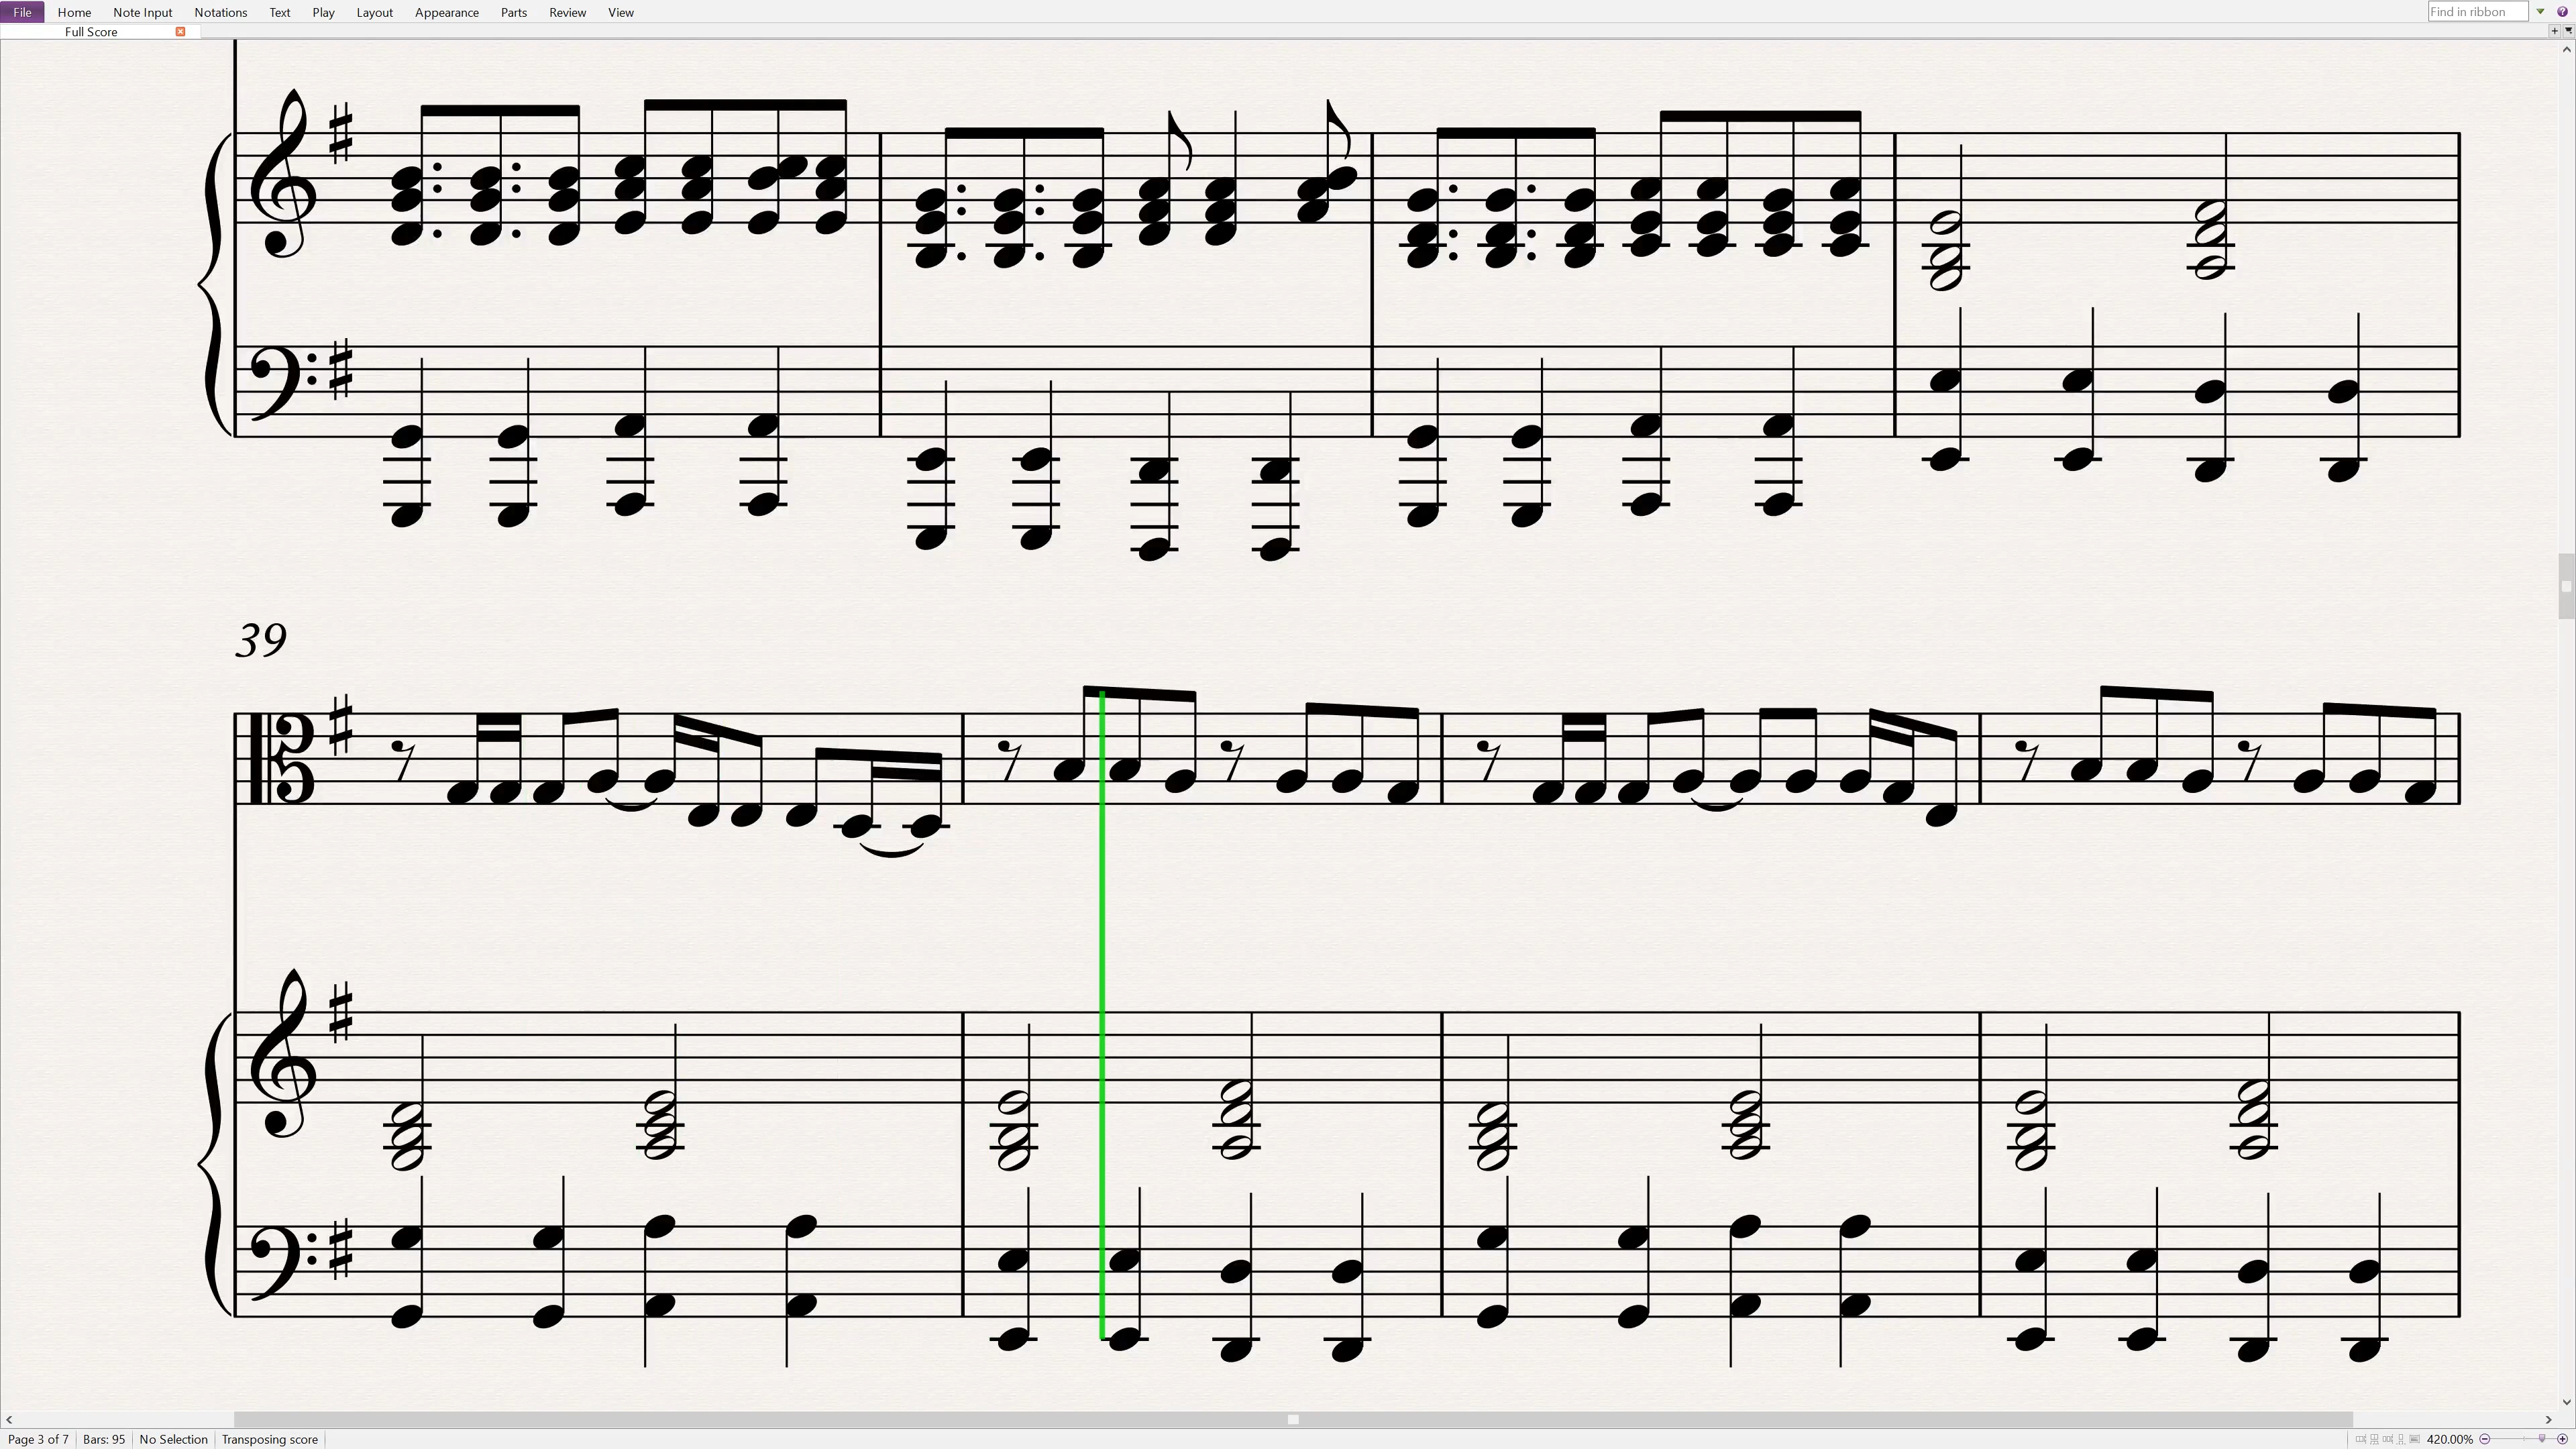 File Home Note Input Notations Text Play Layout Appearance Parts Review View Find in ribbon
Full Score
39
Page 3 of 7 Bars: 95 No Selection Transposing score 420.00%